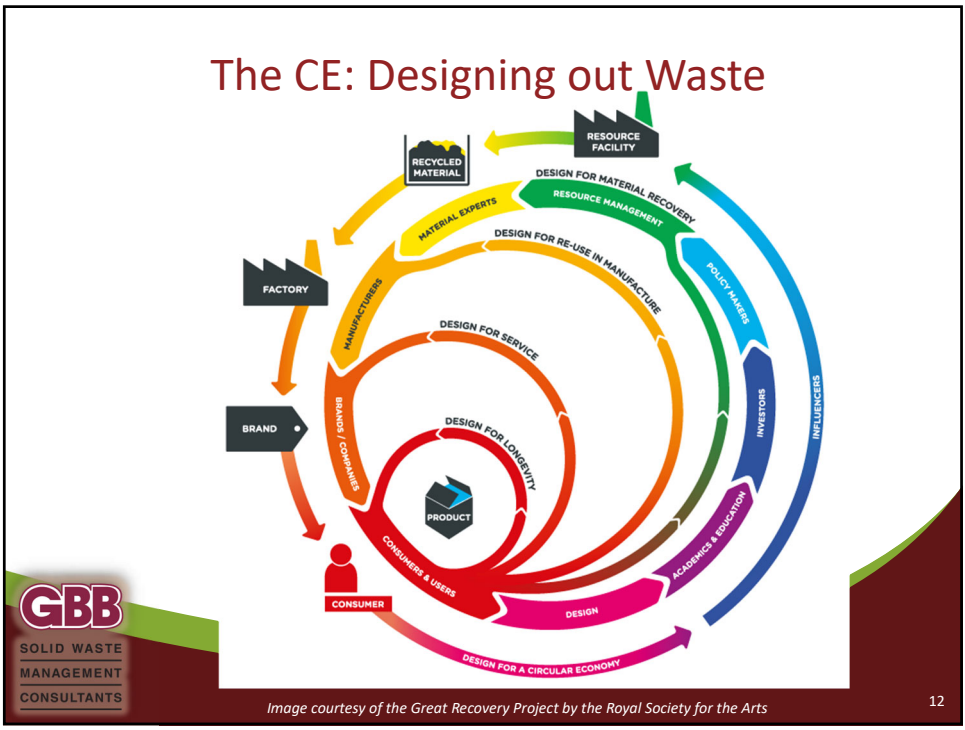 The CE: Designing out Waste
RESOURCE
FACILITY
RECYCLED
MATERIAL
FACTORY
BRAND
CONSUMER
DESIGN FOR MATERIAL RECOVERY
RESOURCE MANAGEMENT
MATERIAL EXPERTS
DESIGN FOR RE-USE IN MANUFACTURE
MANUFACTURERS
POLICY MAKERS
DESIGN FOR SERVICE
INVESTORS
INFLUENCERS
BRANDS / COMPANIES
DESIGN FOR LONGEVITY
PRODUCT
CONSUMERS & USERS
ACADEMICS & EDUCATION
DESIGN
DESIGN FOR A CIRCULAR ECONOMY
GBB
SOLID WASTE
MANAGEMENT
CONSULTANTS
Image courtesy of the Great Recovery Project by the Royal Society for the Arts
12